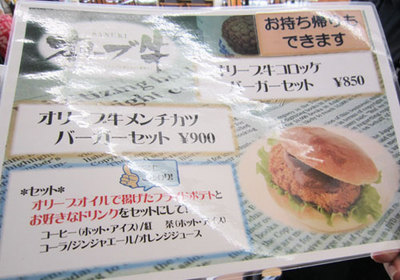 SANUKI
オリーブ牛
お持ち帰りも
できます
オリーブ牛コロッケ
バーガーセット ¥850
オリーブ牛メンチカツ
バーガーセット ¥900
*セット*
オリーブオイルで揚げたフライドポテトと
お好きなドリンクをセットにして!
コーヒー(ホット・アイス)/紅 茶(ホット・アイス)
コーラ/ジンジャエール/オレンジジュース